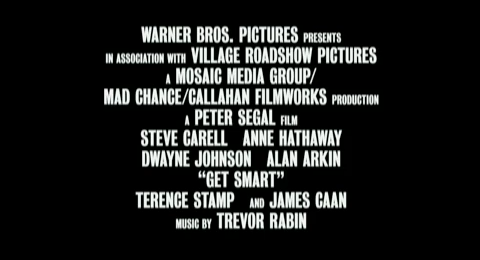 WARNER BROS. PICTURES PRESENTS
IN ASSOCIATION WITH VILLAGE ROADSHOW PICTURES
A MOSAIC MEDIA GROUP/
MAD CHANCE/CALLAHAN FILMWORKS PRODUCTION
A PETER SEGAL FILM
STEVE CARELL ANNE HATHAWAY
DWAYNE JOHNSON ALAN ARKIN
“GET SMART”
TERENCE STAMP AND JAMES CAAN
MUSIC BY TREVOR RABIN